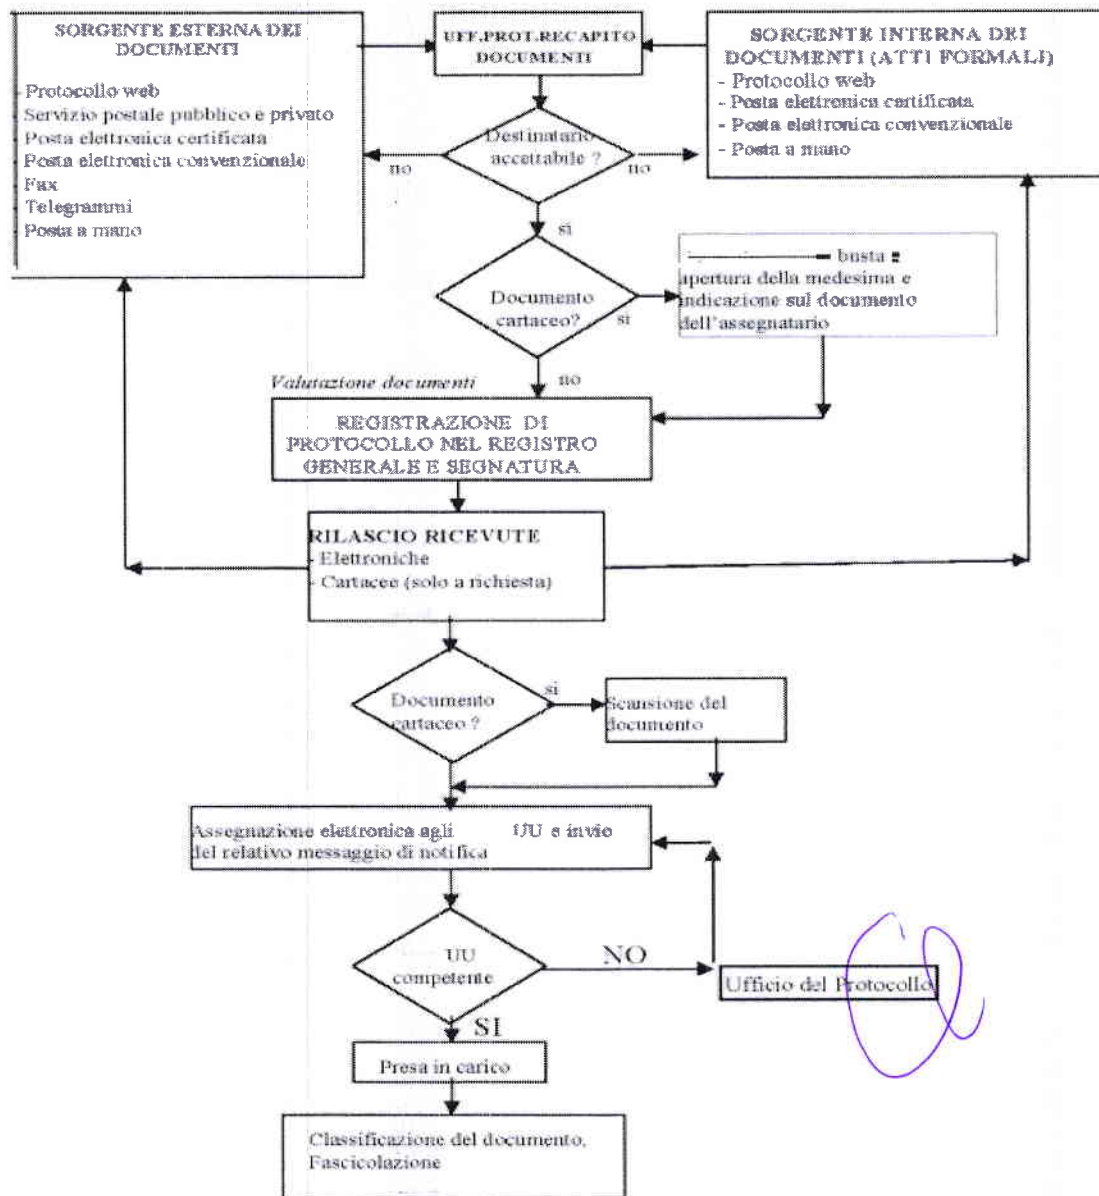 SORGENTE ESTERNA DEI
DOCUMENTI
- Protocollo web
Servizio postale pubblico e privato
Posta elettronica certificata
Posta elettronica convenzionale
Fax
Telegrammi
Posta a mano
UFF.PROT.RECAPITO
DOCUMENTI
SORGENTE INTERNA DEI
DOCUMENTI (ATTI FORMALI)
- Protocollo web
- Posta elettronica certificata
- Posta elettronica convenzionale
- Posta a mano
Destinatario
accettabile ?
no
no
si
Documento
cartaceo?
si
busta e
apertura della medesima e
indicazione sul documento
dell'assegnatario
no
Valutazione documenti
REGISTRAZIONE DI
PROTOCOLLO NEL REGISTRO
GENERALE E SEGNATURA
RILASCIO RICEVUTE
- Elettroniche
- Cartacee (solo a richiesta)
Documento
cartaceo ?
si
Scansione del
documento
Assegnazione elettronica agli UU e invio
del relativo messaggio di notifica
UU
competente
NO
Ufficio del Protocollo
SI
Presa in carico
Classificazione del documento,
Fascicolazione